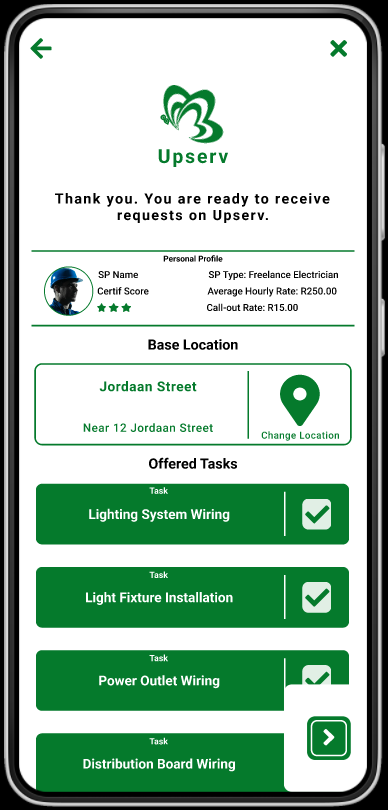 Upserv
Thank you. You are ready to receive
requests on Upserv.
Personal Profile
SP Name
SP Type: Freelance Electrician
Certif Score
Average Hourly Rate: R250.00
Call-out Rate: R15.00
Base Location
Jordaan Street
Near 12 Jordaan Street
Change Location
Offered Tasks
Task
Lighting System Wiring
Task
Light Fixture Installation
Task
Power Outlet Wiring
Task
Distribution Board Wiring